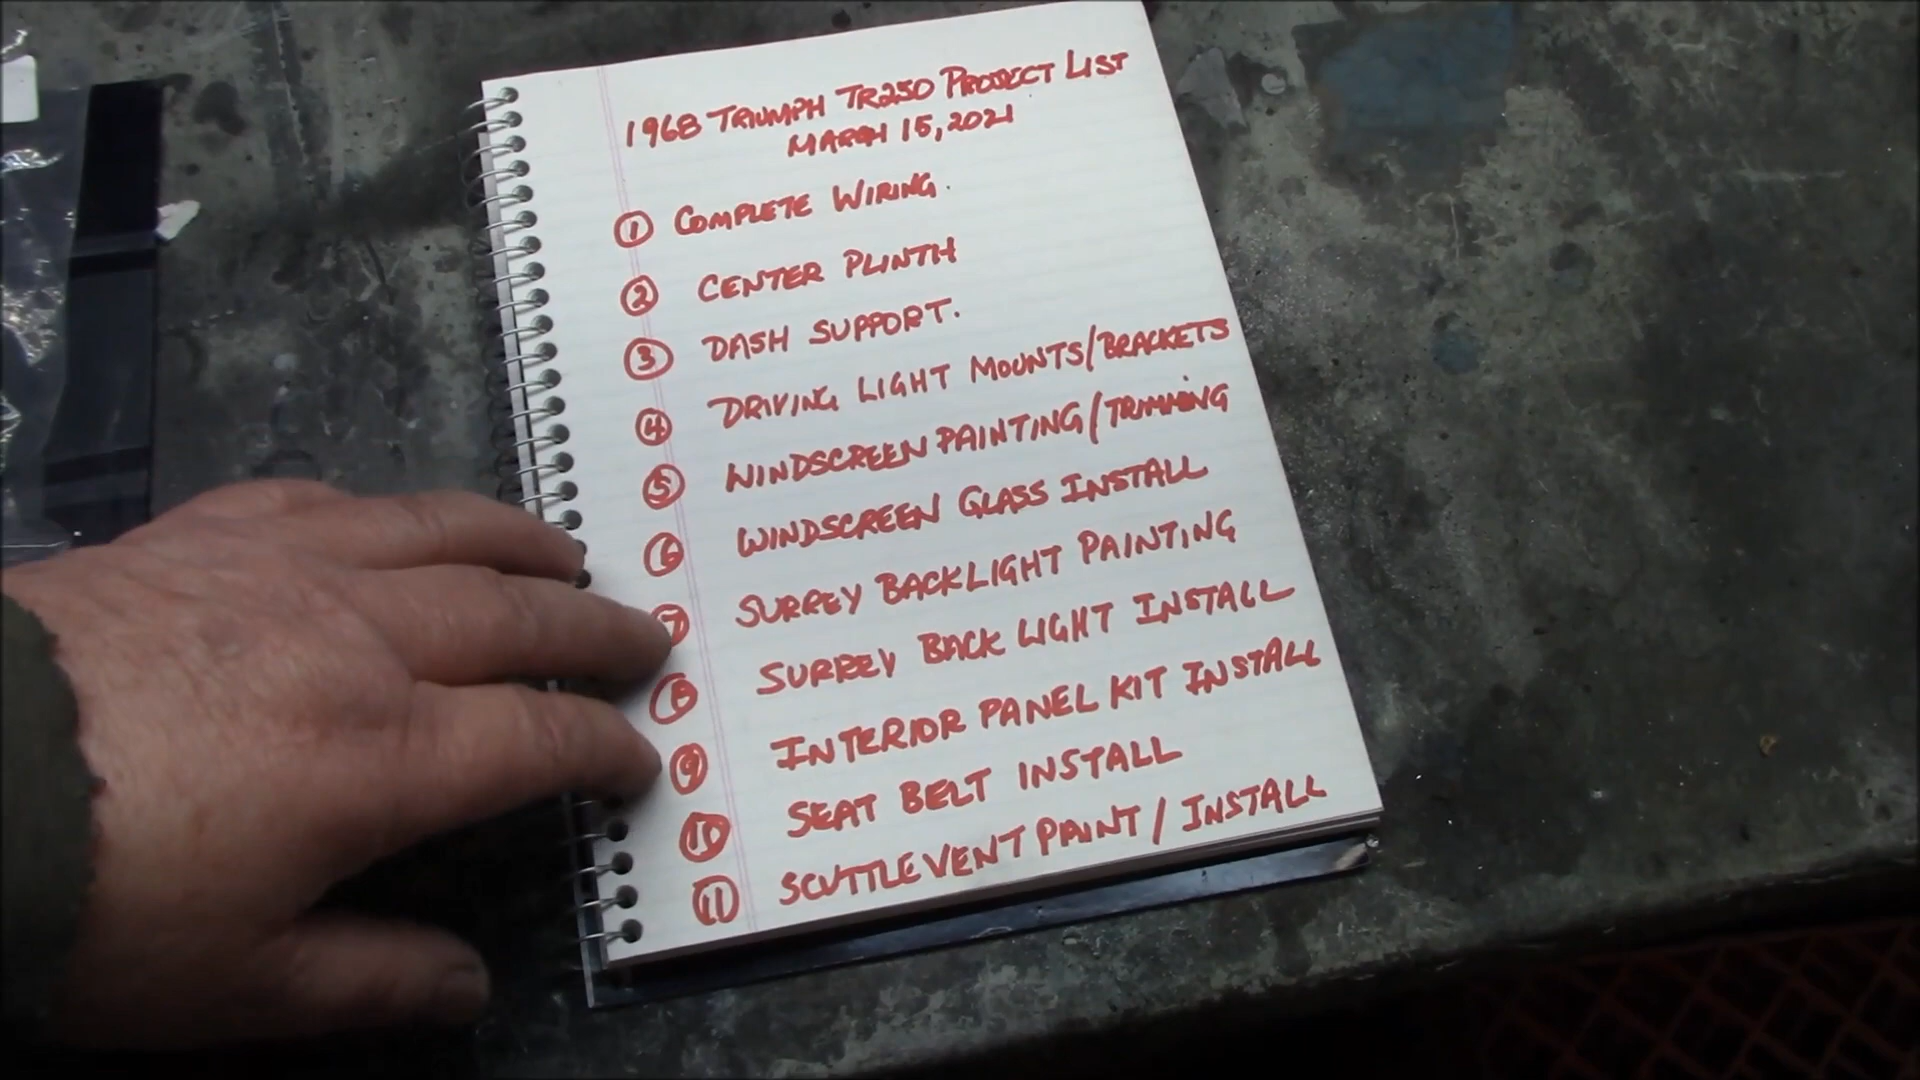 1968 TRIUMPH TR250 PROJECT LIST
MARCH 15, 2021
1 COMPLETE WIRING.
2 CENTER PLINTH
3 DASH SUPPORT.
4 DRIVING LIGHT MOUNTS/BRACKETS
5 WINDSCREEN PAINTING/TRIMMING
6 WINDSCREEN GLASS INSTALL
7 SURREY BACKLIGHT PAINTING
8 SURREY BACK LIGHT INSTALL
9 INTERIOR PANEL KIT INSTALL
10 SEAT BELT INSTALL
11 SCUTTLE VENT PAINT/INSTALL